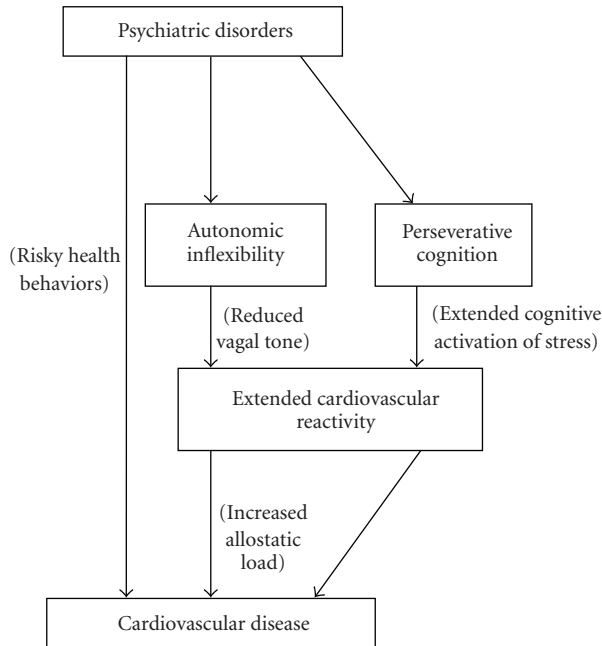 Psychiatric disorders
Autonomic
inflexibility
Perseverative
cognition
(Risky health
behaviors)
(Reduced
vagal tone)
(Extended cognitive
activation of stress)
Extended cardiovascular
reactivity
(Increased
allostatic
load)
Cardiovascular disease